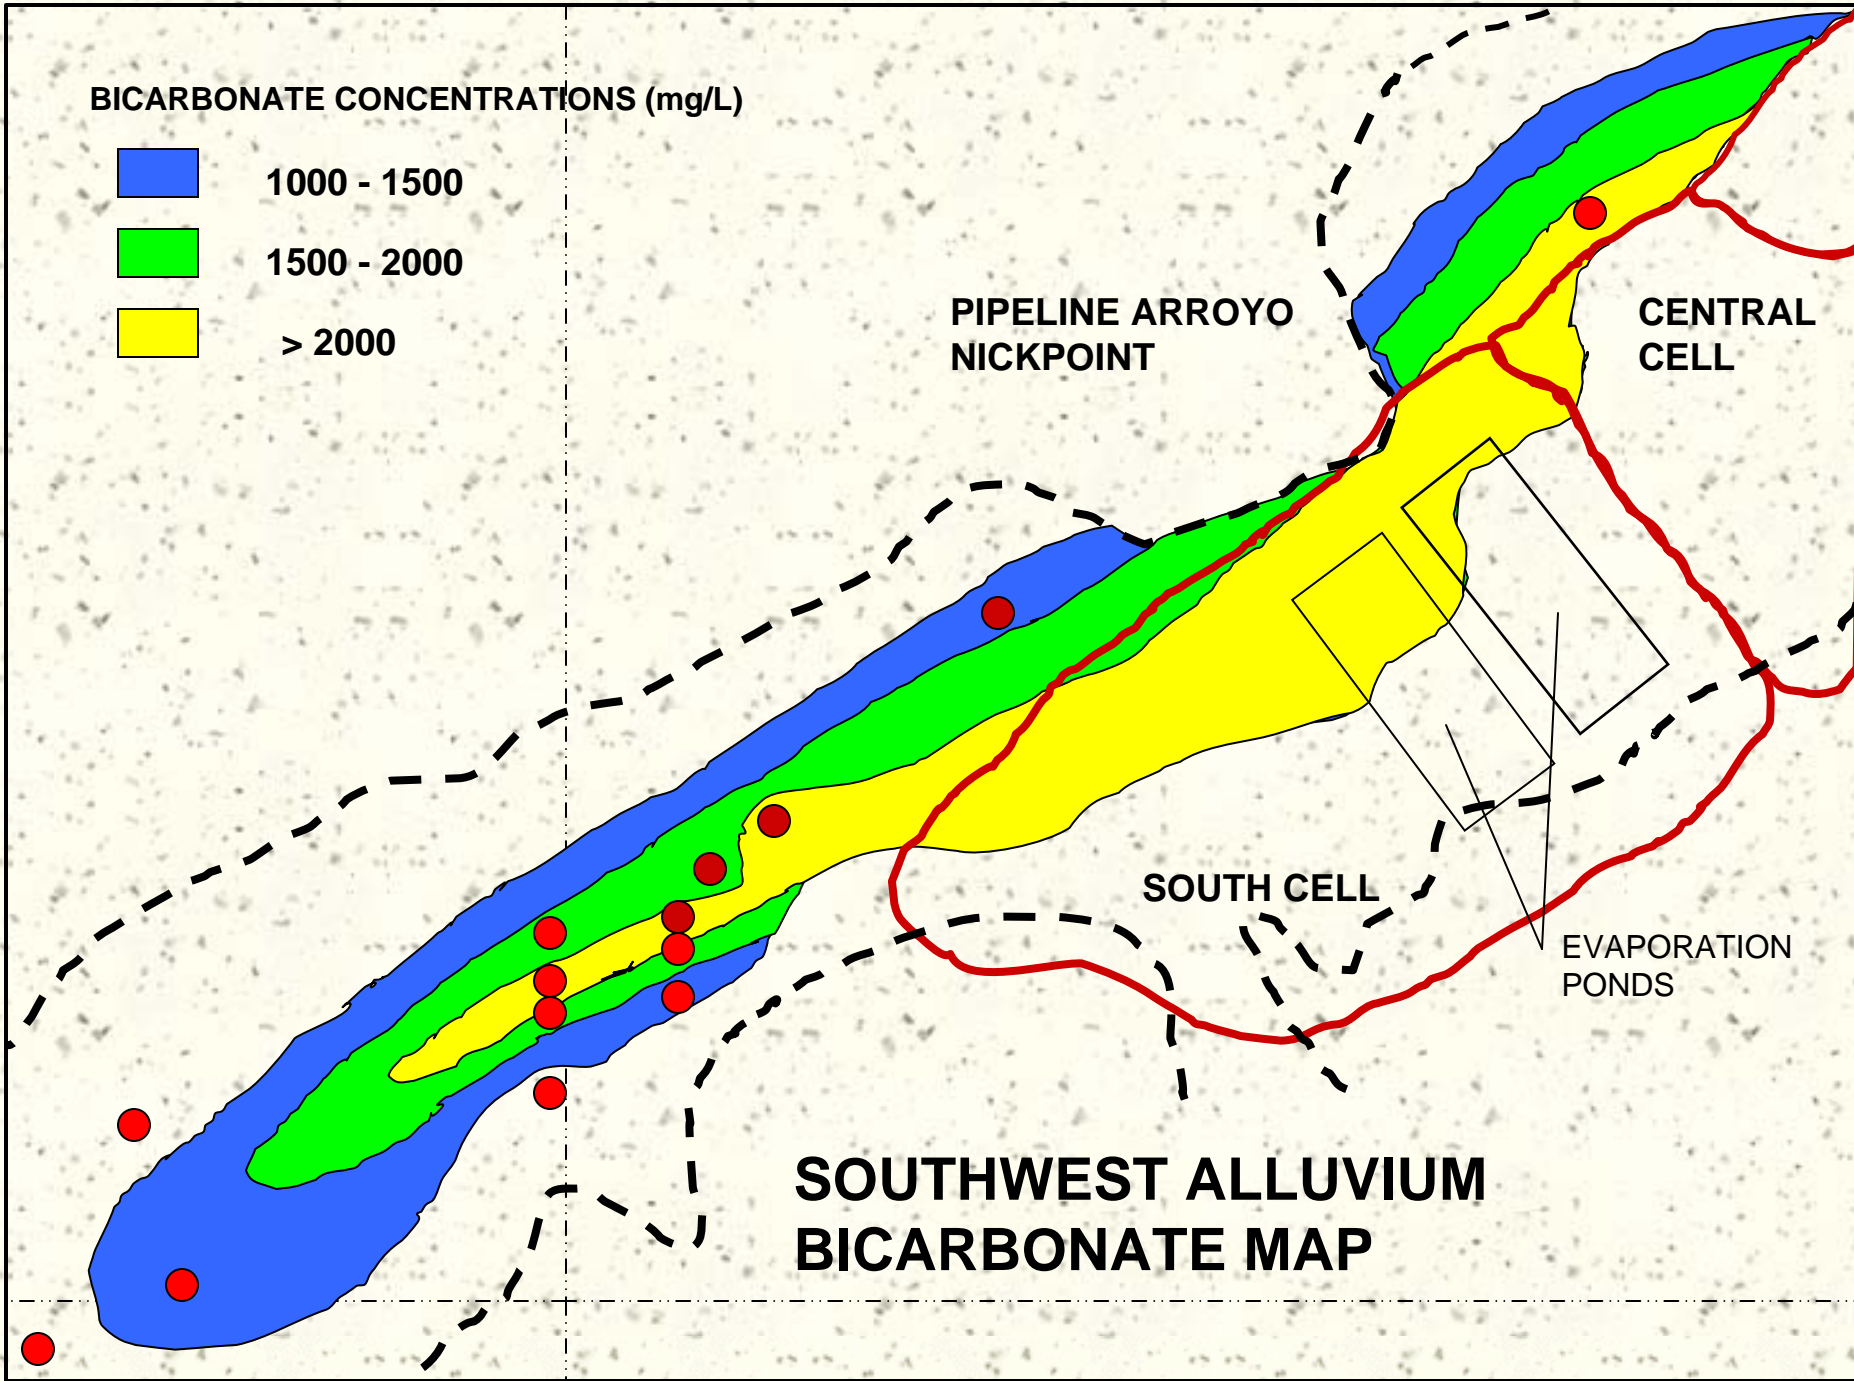 BICARBONATE CONCENTRATIONS (mg/L)
1000 - 1500
1500 - 2000
> 2000
PIPELINE ARROYO
NICKPOINT
CENTRAL
CELL
SOUTH CELL
EVAPORATION
PONDS
SOUTHWEST ALLUVIUM
BICARBONATE MAP